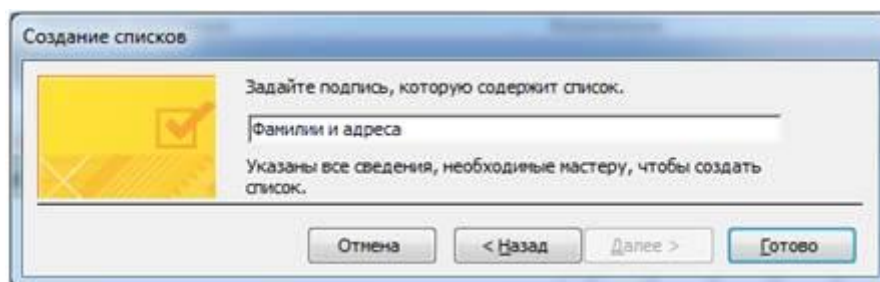 Создание списков
Задайте подпись, которую содержит список.
Фамилии и адреса
Указаны все сведения, необходимые мастеру, чтобы создать
список.
Отмена
< Назад
Далее >
Готово